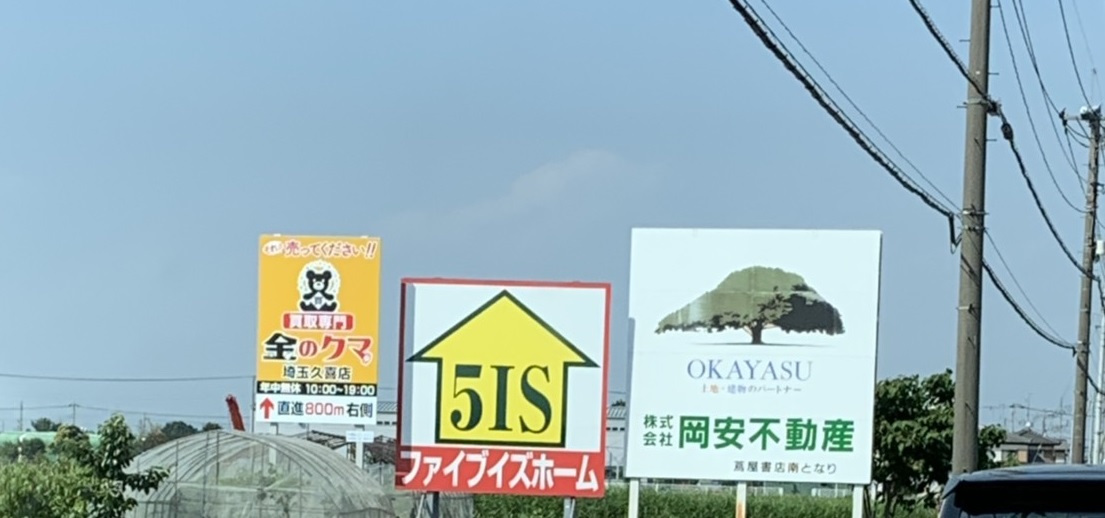 それ！売ってください!!
買取専門
金のクマ
埼玉久喜店
年中無休 10:00~19:00
直進800m右側
5IS
ファイブイズホーム
OKAYASU
土地・建物のパートナー
株式会社 岡安不動産
蔦屋書店南となり